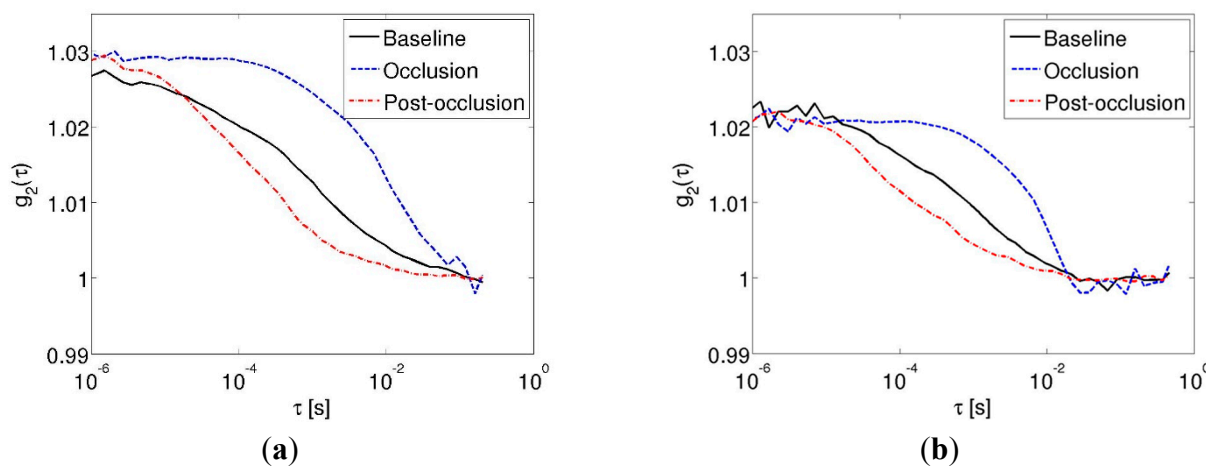 1.03
1.02
1.01
1
0.99
g₂(τ)
Baseline
Occlusion
Post-occlusion
10⁻⁶
10⁻⁴
10⁻²
10⁰
τ [s]
(a)
1.03
1.02
1.01
1
0.99
g₂(τ)
Baseline
Occlusion
Post-occlusion
10⁻⁶
10⁻⁴
10⁻²
10⁰
τ [s]
(b)